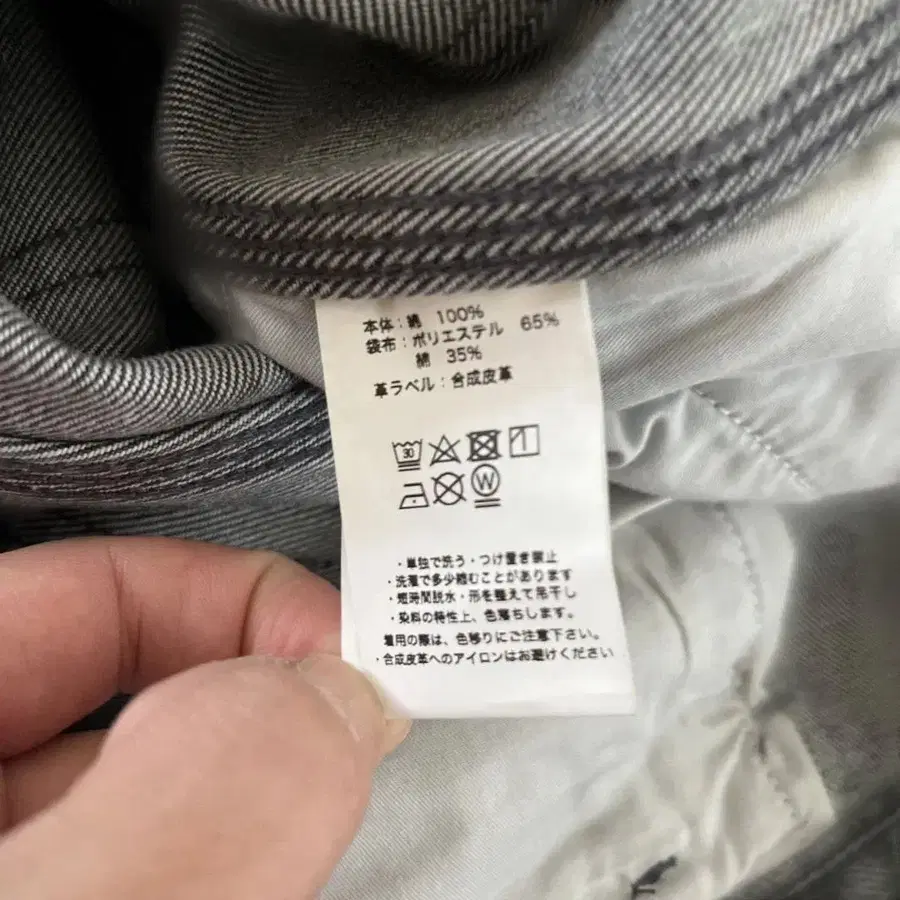 本体：綿 100%
袋布：ポリエステル 65%
綿 35%
革ラベル：合成皮革
30
W
・単独で洗う・つけ置き禁止
・洗濯で多少縮むことがあります
・短時間脱水・形を整えて吊干し
・染料の特性上、色落ちします。
着用の際は、色移りにご注意下さい。
・合成皮革へのアイロンはお避けください